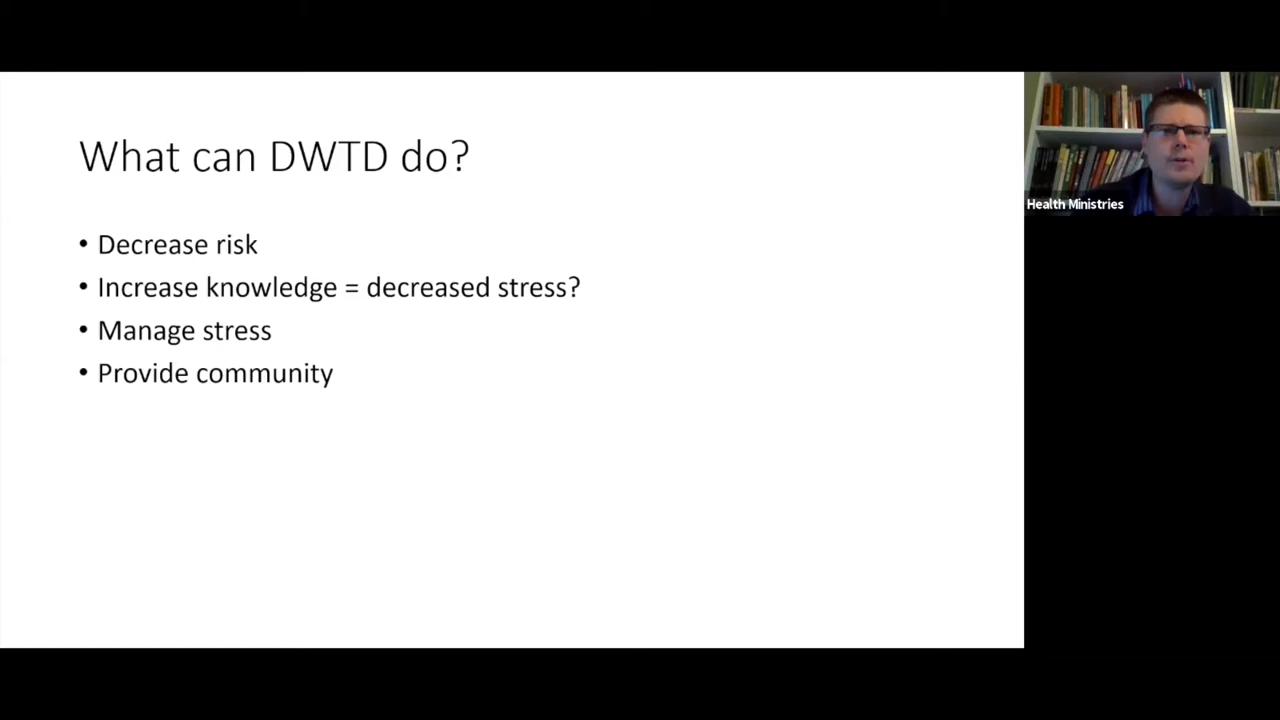 What can DWTD do?
• Decrease risk
• Increase knowledge = decreased stress?
• Manage stress
• Provide community
Health Ministries